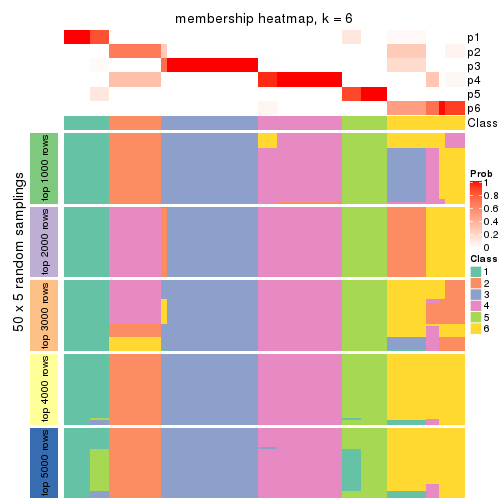 membership heatmap, k = 6
p1
p2
p3
p4
p5
p6
Class
50 x 5 random samplings
top 1000 rows
top 2000 rows
top 3000 rows
top 4000 rows
top 5000 rows
Prob
1
0.8
0.6
0.4
0.2
0
Class
1
2
3
4
5
6